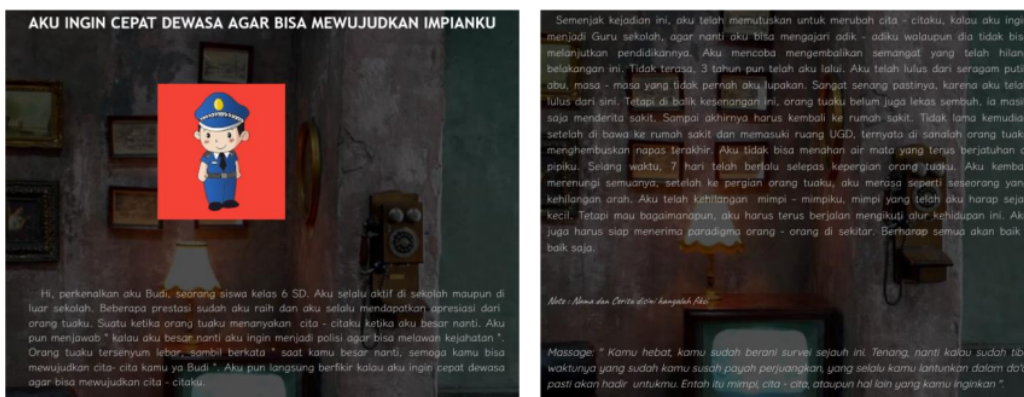 AKU INGIN CEPAT DEWASA AGAR BISA MEWUJUDKAN IMPIANKU
Hi, perkenalkan aku Budi, seorang siswa kelas 6 SD. Aku selalu aktif di sekolah maupun di
luar sekolah. Beberapa prestasi sudah aku raih dan aku selalu mendapatkan apresiasi dari
orang tuaku. Suatu ketika orang tuaku menanyakan cita - citaku ketika aku besar nanti. Aku
pun menjawab " kalau aku besar nanti aku ingin menjadi polisi agar bisa melawan kejahatan ".
Orang tuaku tersenyum lebar, sambil berkata " saat kamu besar nanti, semoga kamu bisa
mewujudkan cita- cita kamu ya Budi ". Aku pun langsung berfikir kalau aku ingin cepat dewasa
agar bisa mewujudkan cita - citaku.
Semenjak kejadian ini, aku telah memutuskan untuk merubah cita - citaku, kalau aku ingi
menjadi Guru sekolah, agar nanti aku bisa mengajari adik - adiku walaupun dia tidak bis
melanjutkan pendidikannya. Aku mencoba mengembalikan semangat yang telah hilan
belakangan ini. Tidak terasa, 3 tahun pun telah aku lalui. Aku telah lulus dari seragam puti
abu, masa - masa yang tidak pernah aku lupakan. Sangat senang pastinya, karena aku tela
lulus dari sini. Tetapi di balik kesenangan ini, orang tuaku belum juga lekas sembuh, ia masi
saja menderita sakit. Sampai akhirnya harus kembali ke rumah sakit. Tidak lama kemudia
setelah di bawa ke rumah sakit dan memasuki ruang UGD, ternyata di sanalah orang tuak
menghembuskan napas terakhir. Aku tidak bisa menahan air mata yang terus berjatuhan d
pipiku. Selang waktu, 7 hari telah berlalu selepas kepergian orang tuaku. Aku kemba
merenungi semuanya, setelah ke pergian orang tuaku, aku merasa seperti seseorang yan
kehilangan arah. Aku telah kehilangan mimpi - mimpiku, mimpi yang telah aku harap seja
kecil. Tetapi mau bagaimanapun, aku harus terus berjalan mengikuti alur kehidupan ini. Ak
juga harus siap menerima paradigma orang - orang di sekitar. Berharap semua akan baik
baik saja.
Note : Nama dan Cerita disini hanyalah fiksi
Massage: " Kamu hebat, kamu sudah berani survei sejauh ini. Tenang, nanti kalau sudah tib
waktunya yang sudah kamu susah payah perjuangkan, yang selalu kamu lantunkan dalam do'a
pasti akan hadir untukmu. Entah itu mimpi, cita - cita, ataupun hal lain yang kamu inginkan ".